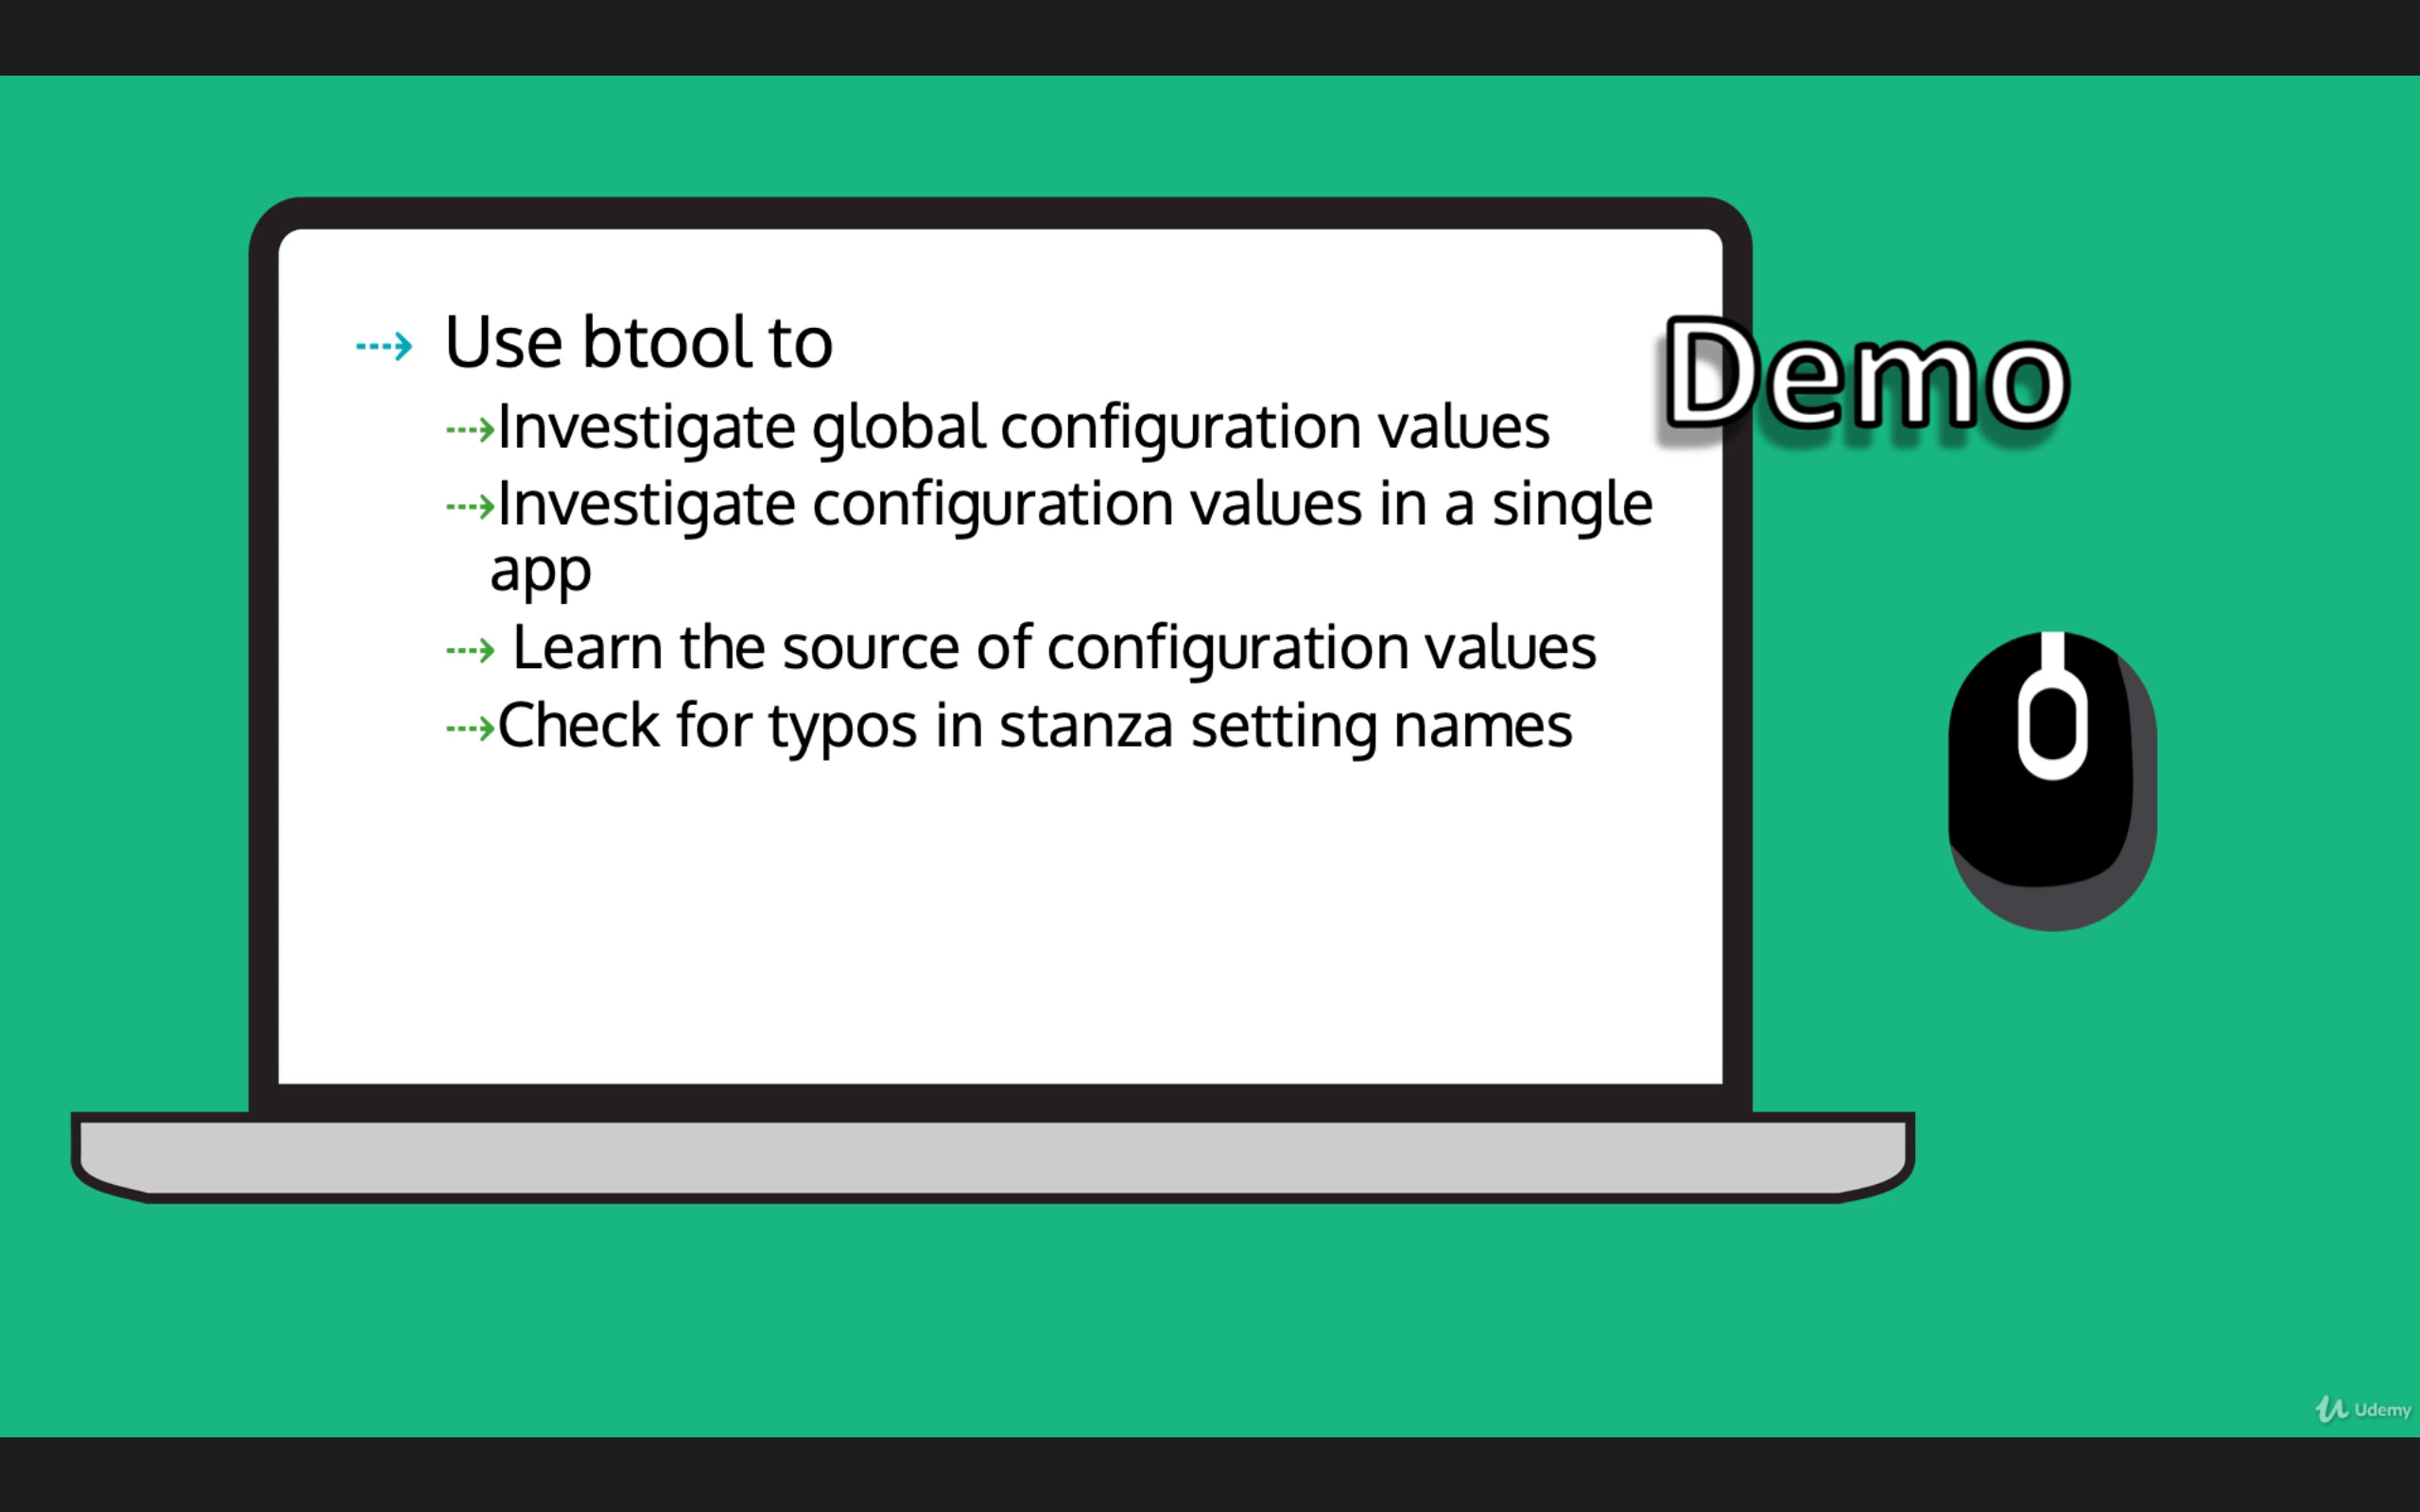 Use btool to
Investigate global configuration values
Investigate configuration values in a single
app
Learn the source of configuration values
Check for typos in stanza setting names
Demo
Udemy